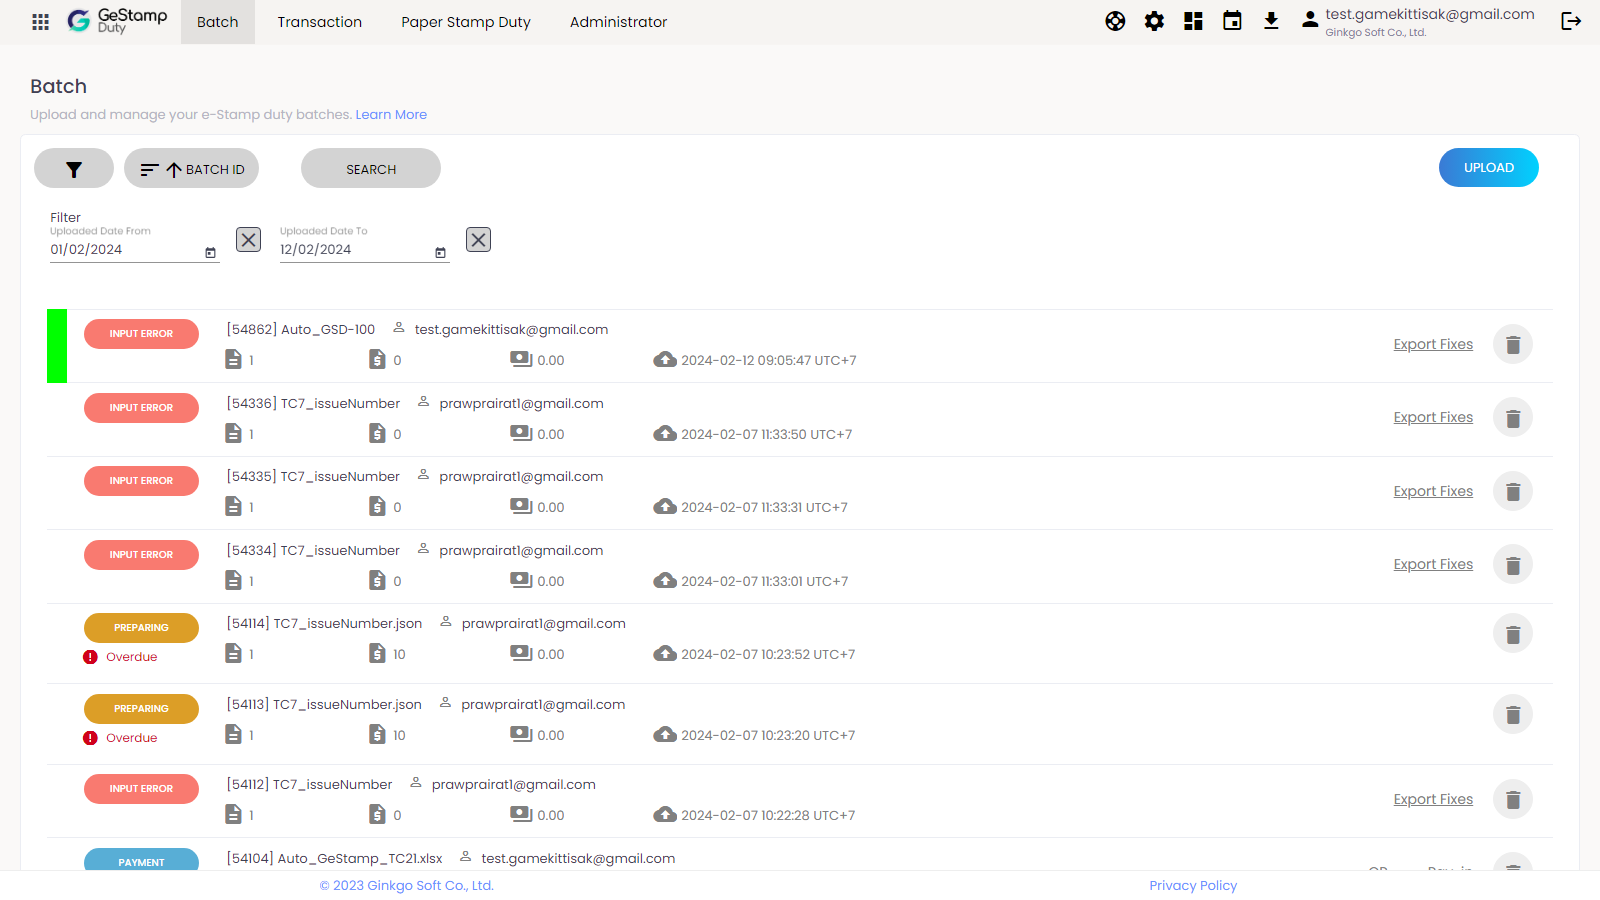 GeStamp Duty
Batch
Transaction
Paper Stamp Duty
Administrator
test.gamekittisak@gmail.com
Ginkgo Soft Co., Ltd.
Batch
Upload and manage your e-Stamp duty batches. Learn More
BATCH ID
SEARCH
UPLOAD
Filter
Uploaded Date From
01/02/2024
Uploaded Date To
12/02/2024
INPUT ERROR
[54862] Auto_GSD-100 test.gamekittisak@gmail.com
1 0 0.00 2024-02-12 09:05:47 UTC+7
Export Fixes
INPUT ERROR
[54336] TC7_issueNumber prawprairat1@gmail.com
1 0 0.00 2024-02-07 11:33:50 UTC+7
Export Fixes
INPUT ERROR
[54335] TC7_issueNumber prawprairat1@gmail.com
1 0 0.00 2024-02-07 11:33:31 UTC+7
Export Fixes
INPUT ERROR
[54334] TC7_issueNumber prawprairat1@gmail.com
1 0 0.00 2024-02-07 11:33:01 UTC+7
Export Fixes
PREPARING
Overdue
[54114] TC7_issueNumber.json prawprairat1@gmail.com
1 10 0.00 2024-02-07 10:23:52 UTC+7
PREPARING
Overdue
[54113] TC7_issueNumber.json prawprairat1@gmail.com
1 10 0.00 2024-02-07 10:23:20 UTC+7
INPUT ERROR
[54112] TC7_issueNumber prawprairat1@gmail.com
1 0 0.00 2024-02-07 10:22:28 UTC+7
Export Fixes
PAYMENT
[54104] Auto_GeStamp_TC21.xlsx test.gamekittisak@gmail.com
© 2023 Ginkgo Soft Co., Ltd.
Privacy Policy